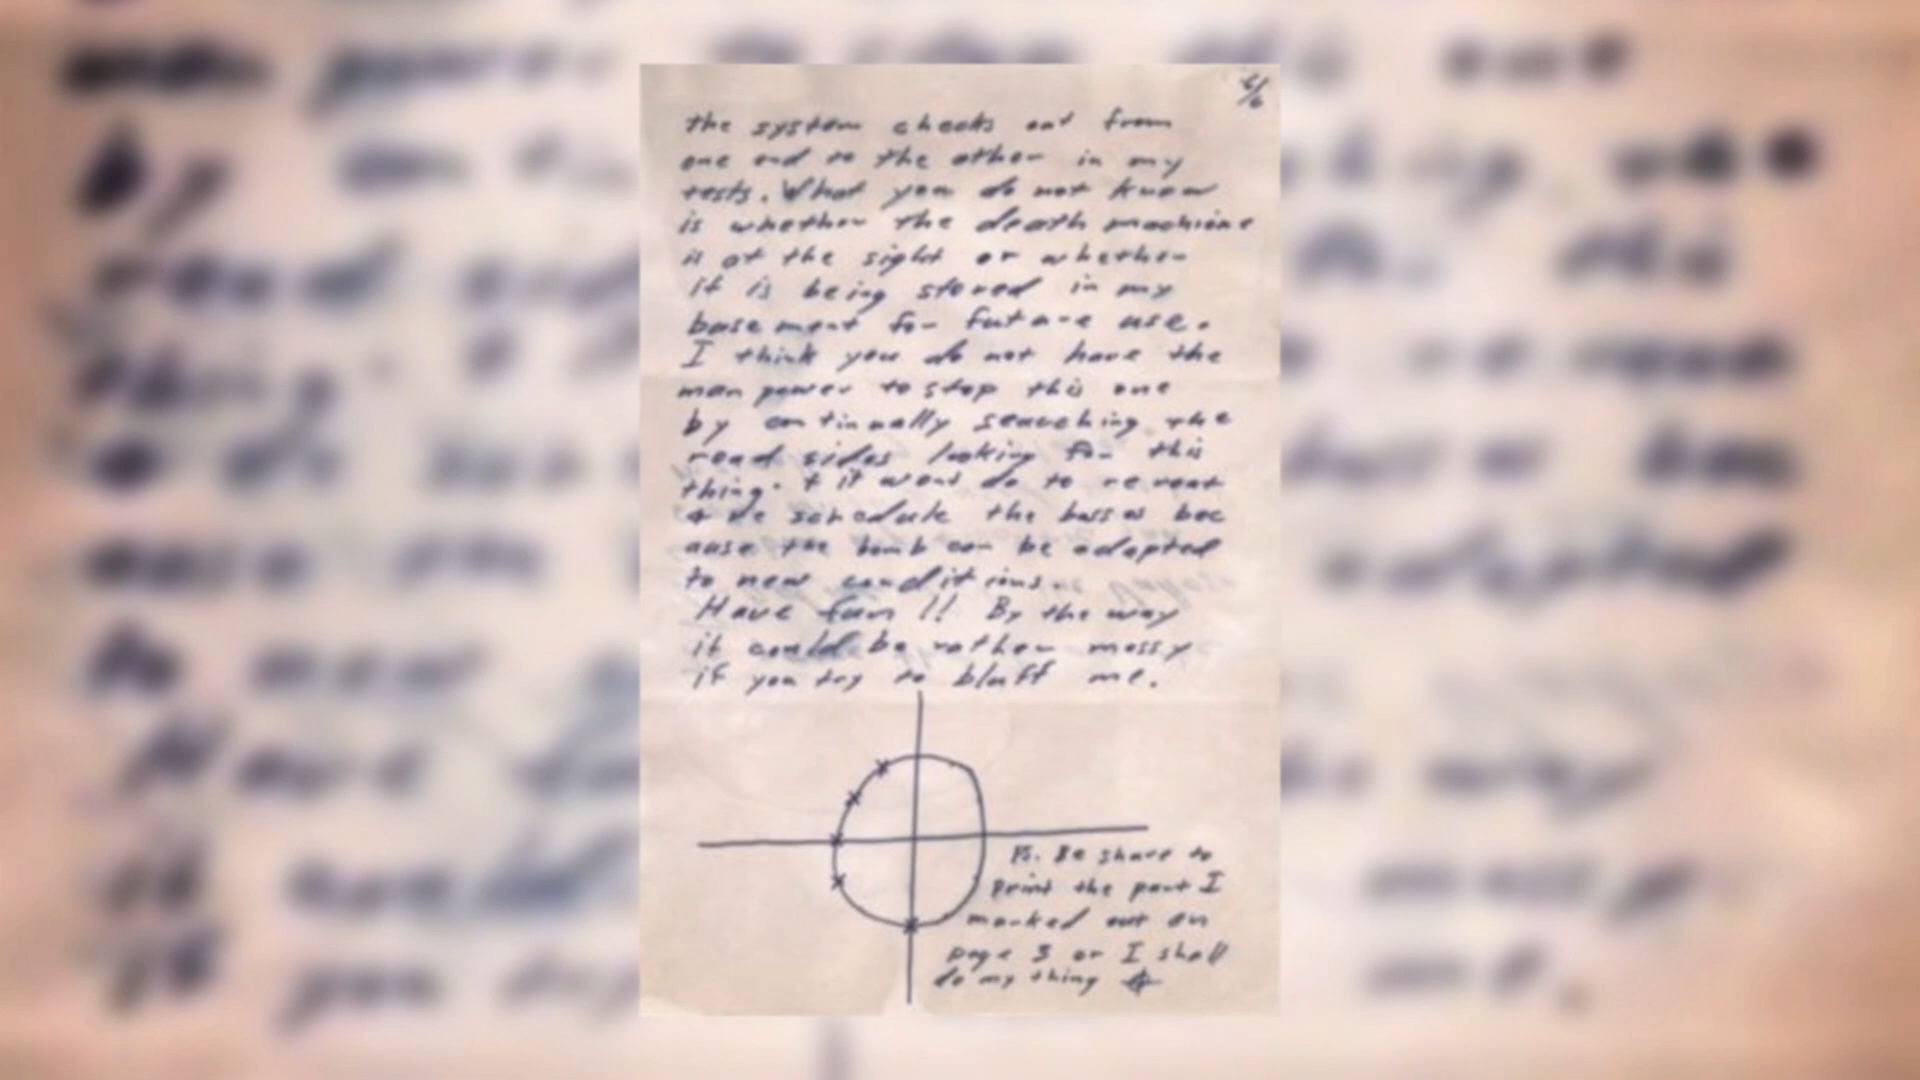 6/6
the system checks out from
one end to the other in my
tests. What you do not know
is whether the death machine
is at the sight or whether
it is being stored in my
basement for future use.
I think you do not have the
man power to stop this one
by continually searching the
road sides looking for this
thing. & it wont do to re roat
& re schedule the busses bec
ause the bomb can be adapted
to new conditions.
Have fun !! By the way
it could be rather messy
if you try to bluff me.
PS. Be shure to
print the part I
marked out on
page 3 or I shall
do my thing